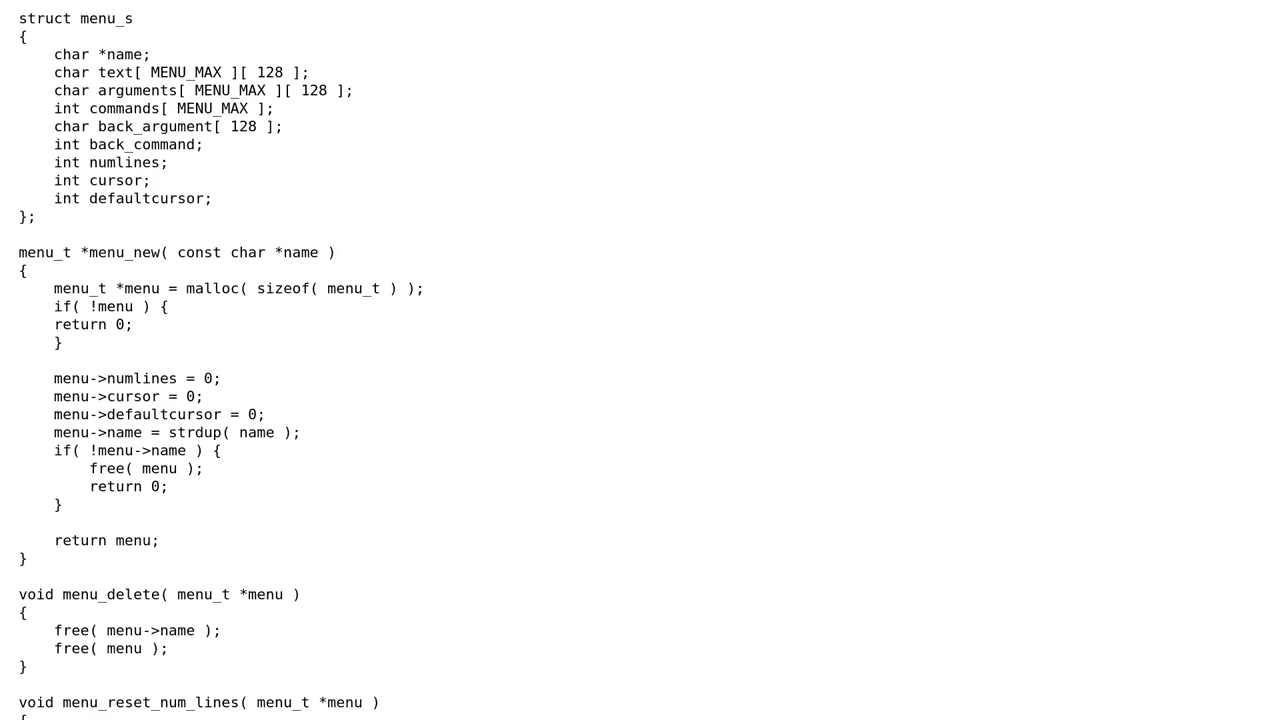 struct menu_s
{
    char *name;
    char text[ MENU_MAX ][ 128 ];
    char arguments[ MENU_MAX ][ 128 ];
    int commands[ MENU_MAX ];
    char back_argument[ 128 ];
    int back_command;
    int numlines;
    int cursor;
    int defaultcursor;
};

menu_t *menu_new( const char *name )
{
    menu_t *menu = malloc( sizeof( menu_t ) );
    if( !menu ) {
    return 0;
    }

    menu->numlines = 0;
    menu->cursor = 0;
    menu->defaultcursor = 0;
    menu->name = strdup( name );
    if( !menu->name ) {
        free( menu );
        return 0;
    }

    return menu;
}

void menu_delete( menu_t *menu )
{
    free( menu->name );
    free( menu );
}

void menu_reset_num_lines( menu_t *menu )
{